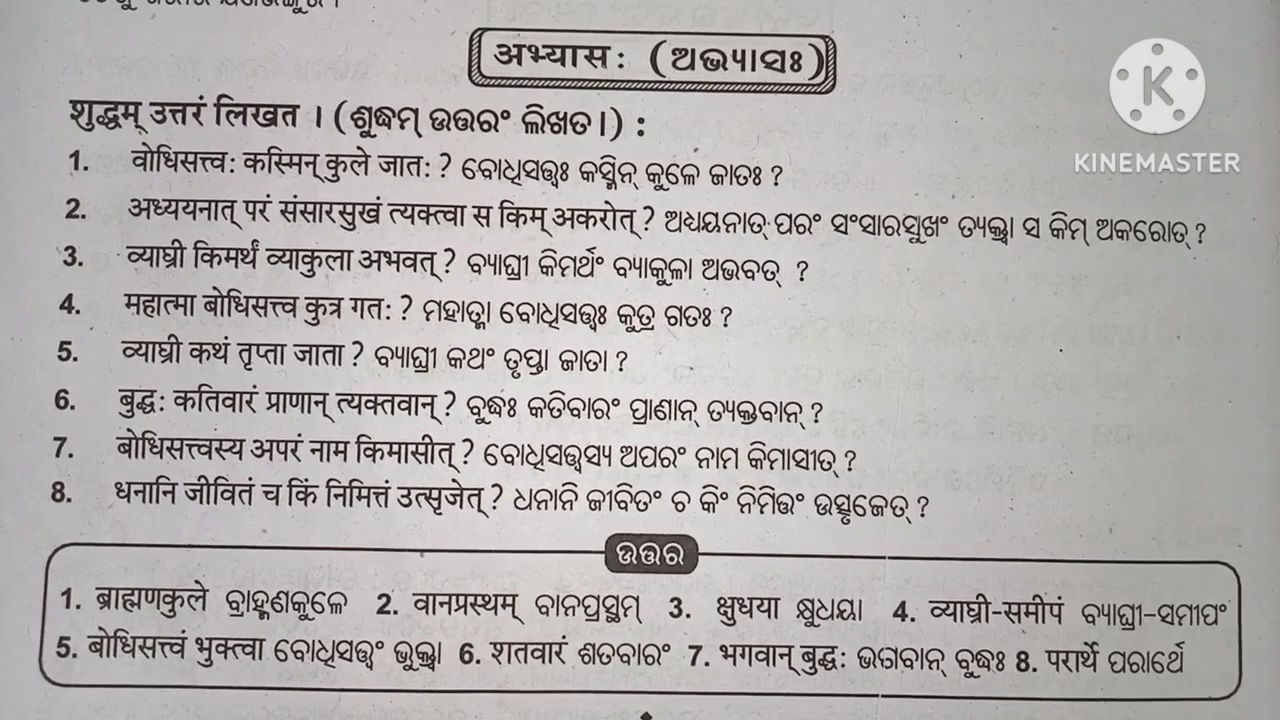 अभ्यासः (ଅଭ୍ୟାସଃ)
KINEMASTER
शुद्धम् उत्तरं लिखत । (ଶୁଦ୍ଧମ୍ ଉତ୍ତରଂ ଲିଖତ।) :
1. वोधिसत्त्वः कस्मिन् कुले जातः ? ବୋଧିସତ୍ତ୍ଵଃ କସ୍ମିନ୍ କୁଳେ ଜାତଃ ?
2. अध्ययनात् परं संसारसुखं त्यक्त्वा स किम् अकरोत् ? ଅଧ୍ୟୟନାତ୍ ପରଂ ସଂସାରସୁଖଂ ତ୍ୟକ୍ତ୍ଵା ସ କିମ୍ ଅକରୋତ୍ ?
3. व्याघ्री किमर्थं व्याकुला अभवत् ? ବ୍ୟାଘ୍ରୀ କିମର୍ଥଂ ବ୍ୟାକୁଳା ଅଭବତ୍ ?
4. महात्मा बोधिसत्त्व कुत्र गतः ? ମହାତ୍ମା ବୋଧିସତ୍ତ୍ଵଃ କୁତ୍ର ଗତଃ ?
5. व्याघ्री कथं तृप्ता जाता ? ବ୍ୟାଘ୍ରୀ କଥଂ ତୃପ୍ତା ଜାତା ?
6. बुद्धः कतिवारं प्राणान् त्यक्तवान् ? ବୁଦ୍ଧଃ କତିବାରଂ ପ୍ରାଣାନ୍ ତ୍ୟକ୍ତବାନ୍ ?
7. बोधिसत्त्वस्य अपरं नाम किमासीत् ? ବୋଧିସତ୍ତ୍ଵସ୍ୟ ଅପରଂ ନାମ କିମାସୀତ୍ ?
8. धनानि जीवितं च किं निमित्तं उत्सृजेत् ? ଧନାନି ଜୀବିତଂ ଚ କିଂ ନିମିତ୍ତଂ ଉତ୍ସୃଜେତ୍ ?
ଉତ୍ତର
1. ब्राह्मणकुले ବ୍ରାହ୍ମଣକୁଳେ 2. वानप्रस्थम् ବାନପ୍ରସ୍ଥମ୍ 3. क्षुधया କ୍ଷୁଧୟା 4. व्याघ्री-समीपं ବ୍ୟାଘ୍ରୀ-ସମୀପଂ
5. बोधिसत्त्वं भुक्त्वा ବୋଧିସତ୍ତ୍ଵଂ ଭୁକ୍ତ୍ଵା 6. शतवारं ଶତବାରଂ 7. भगवान् बुद्धः ଭଗବାନ୍ ବୁଦ୍ଧଃ 8. परार्थे ପରାର୍ଥେ